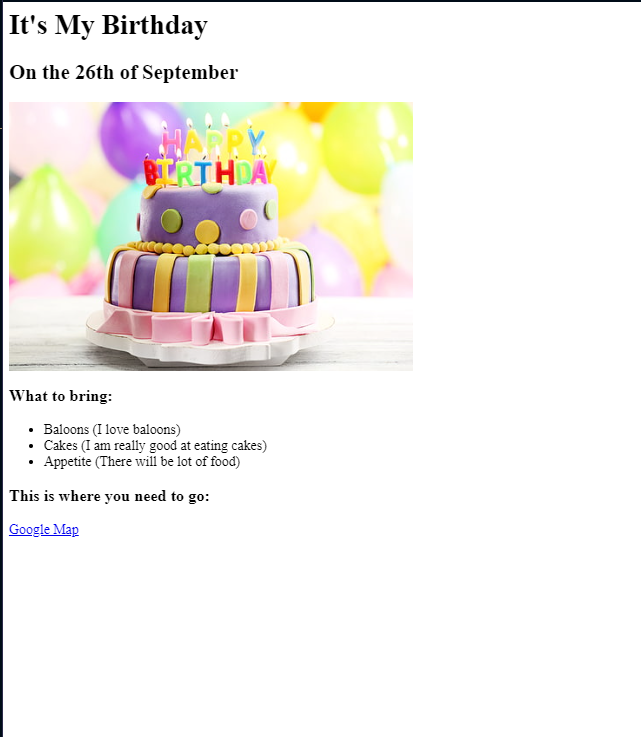 It's My Birthday
On the 26th of September
HAPPY
BIRTHDAY
What to bring:
Baloons (I love baloons)
Cakes (I am really good at eating cakes)
Appetite (There will be lot of food)
This is where you need to go:
Google Map